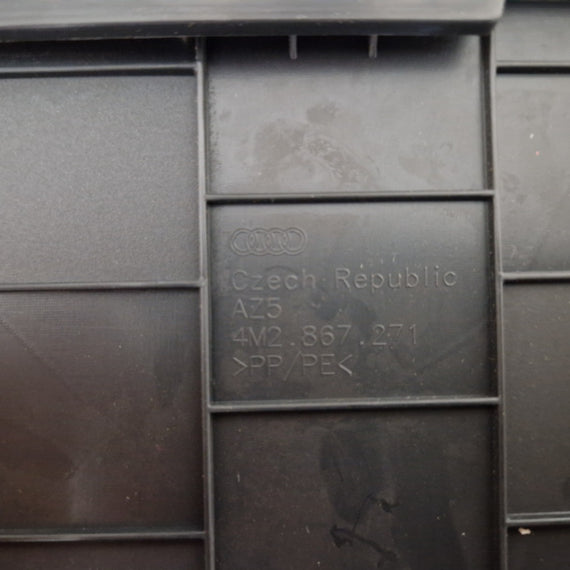 Czech Republic
AZ5
4M2.867.271
>PP/PE<